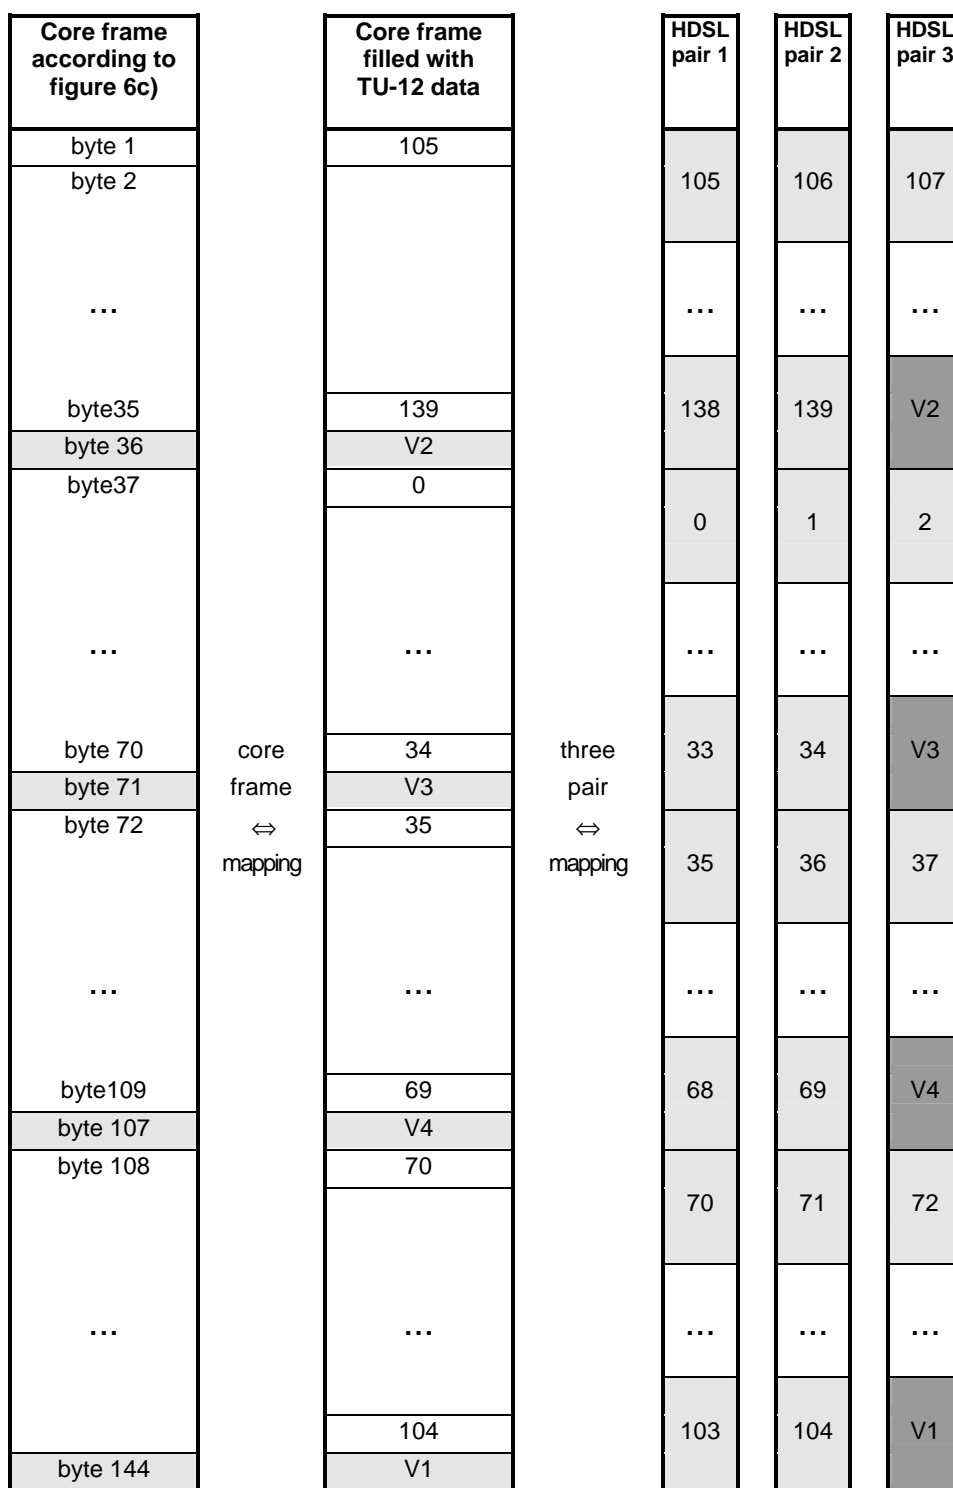 Core frame according to figure 6c) Core frame filled with TU-12 data HDSL pair 1 HDSL pair 2 HDSL pair 3
byte 1 105
byte 2 105 106 107
... ... ... ...
byte35 139 138 139 V2
byte 36 V2
byte37 0
0 1 2
... ... ... ... ...
byte 70 core 34 three 33 34 V3
byte 71 frame V3 pair
byte 72 ⇔ 35 ⇔
mapping mapping 35 36 37
... ... ... ... ...
byte109 69 68 69 V4
byte 107 V4
byte 108 70
70 71 72
... ... ... ... ...
104 103 104 V1
byte 144 V1